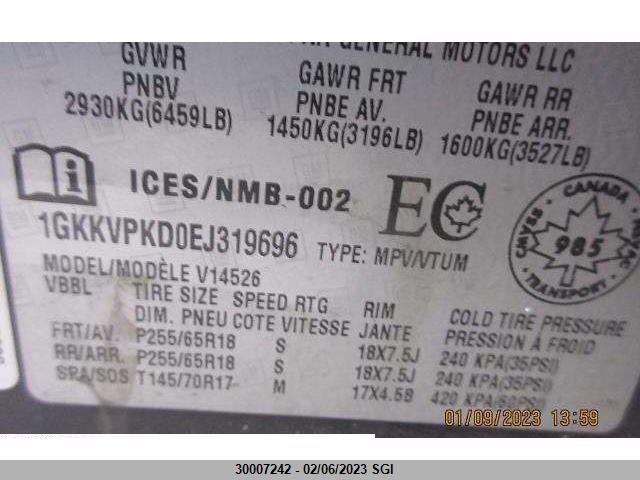 GENERAL MOTORS LLC
GVWR
PNBV
2930KG(6459LB)
GAWR FRT
PNBE AV.
1450KG(3196LB)
GAWR RR
PNBE ARR.
1600KG(3527LB)
ICES/NMB-002
EC
CANADA
CMVSS NSVAC
985
TRANSPORT
1GKKVPKD0EJ319696 TYPE: MPV/VTUM
MODEL/MODÈLE V14526
VBBL TIRE SIZE SPEED RTG RIM COLD TIRE PRESSURE
DIM. PNEU COTE VITESSE JANTE PRESSION À FROID
FRT/AV. P255/65R18 S 18X7.5J 240 KPA(35PSI)
RR/ARR. P255/65R18 S 18X7.5J 240 KPA(35PSI)
SPA/SOS T145/70R17 M 17X4.5B 420 KPA(60PSI)
01/09/2023 13:59
30007242 - 02/06/2023 SGI